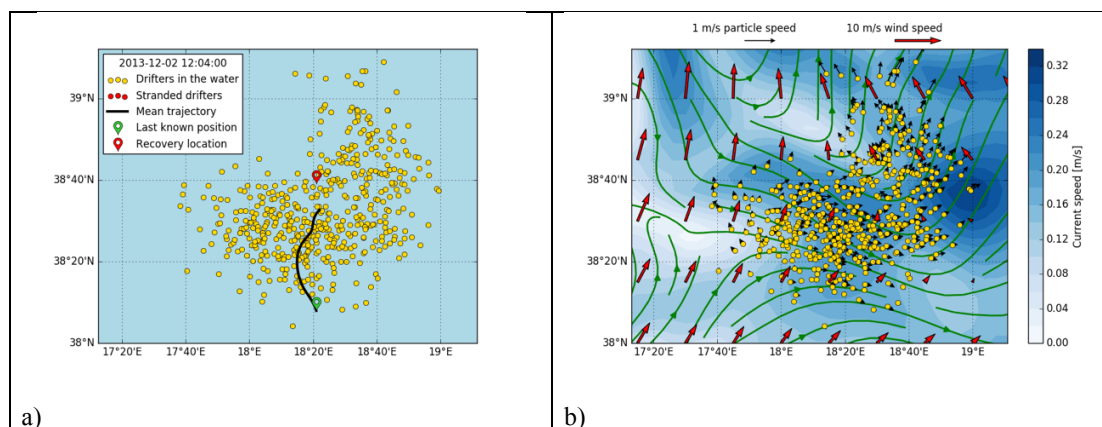 2013-12-02 12:04:00
Drifters in the water
Stranded drifters
Mean trajectory
Last known position
Recovery location
39°N
38°40'N
38°20'N
38°N
17°20'E 17°40'E 18°E 18°20'E 18°40'E 19°E
a)
1 m/s particle speed 10 m/s wind speed
39°N
38°40'N
38°20'N
38°N
17°20'E 17°40'E 18°E 18°20'E 18°40'E 19°E
0.32
0.28
0.24
0.20
0.16
0.12
0.08
0.04
0.00
Current speed [m/s]
b)